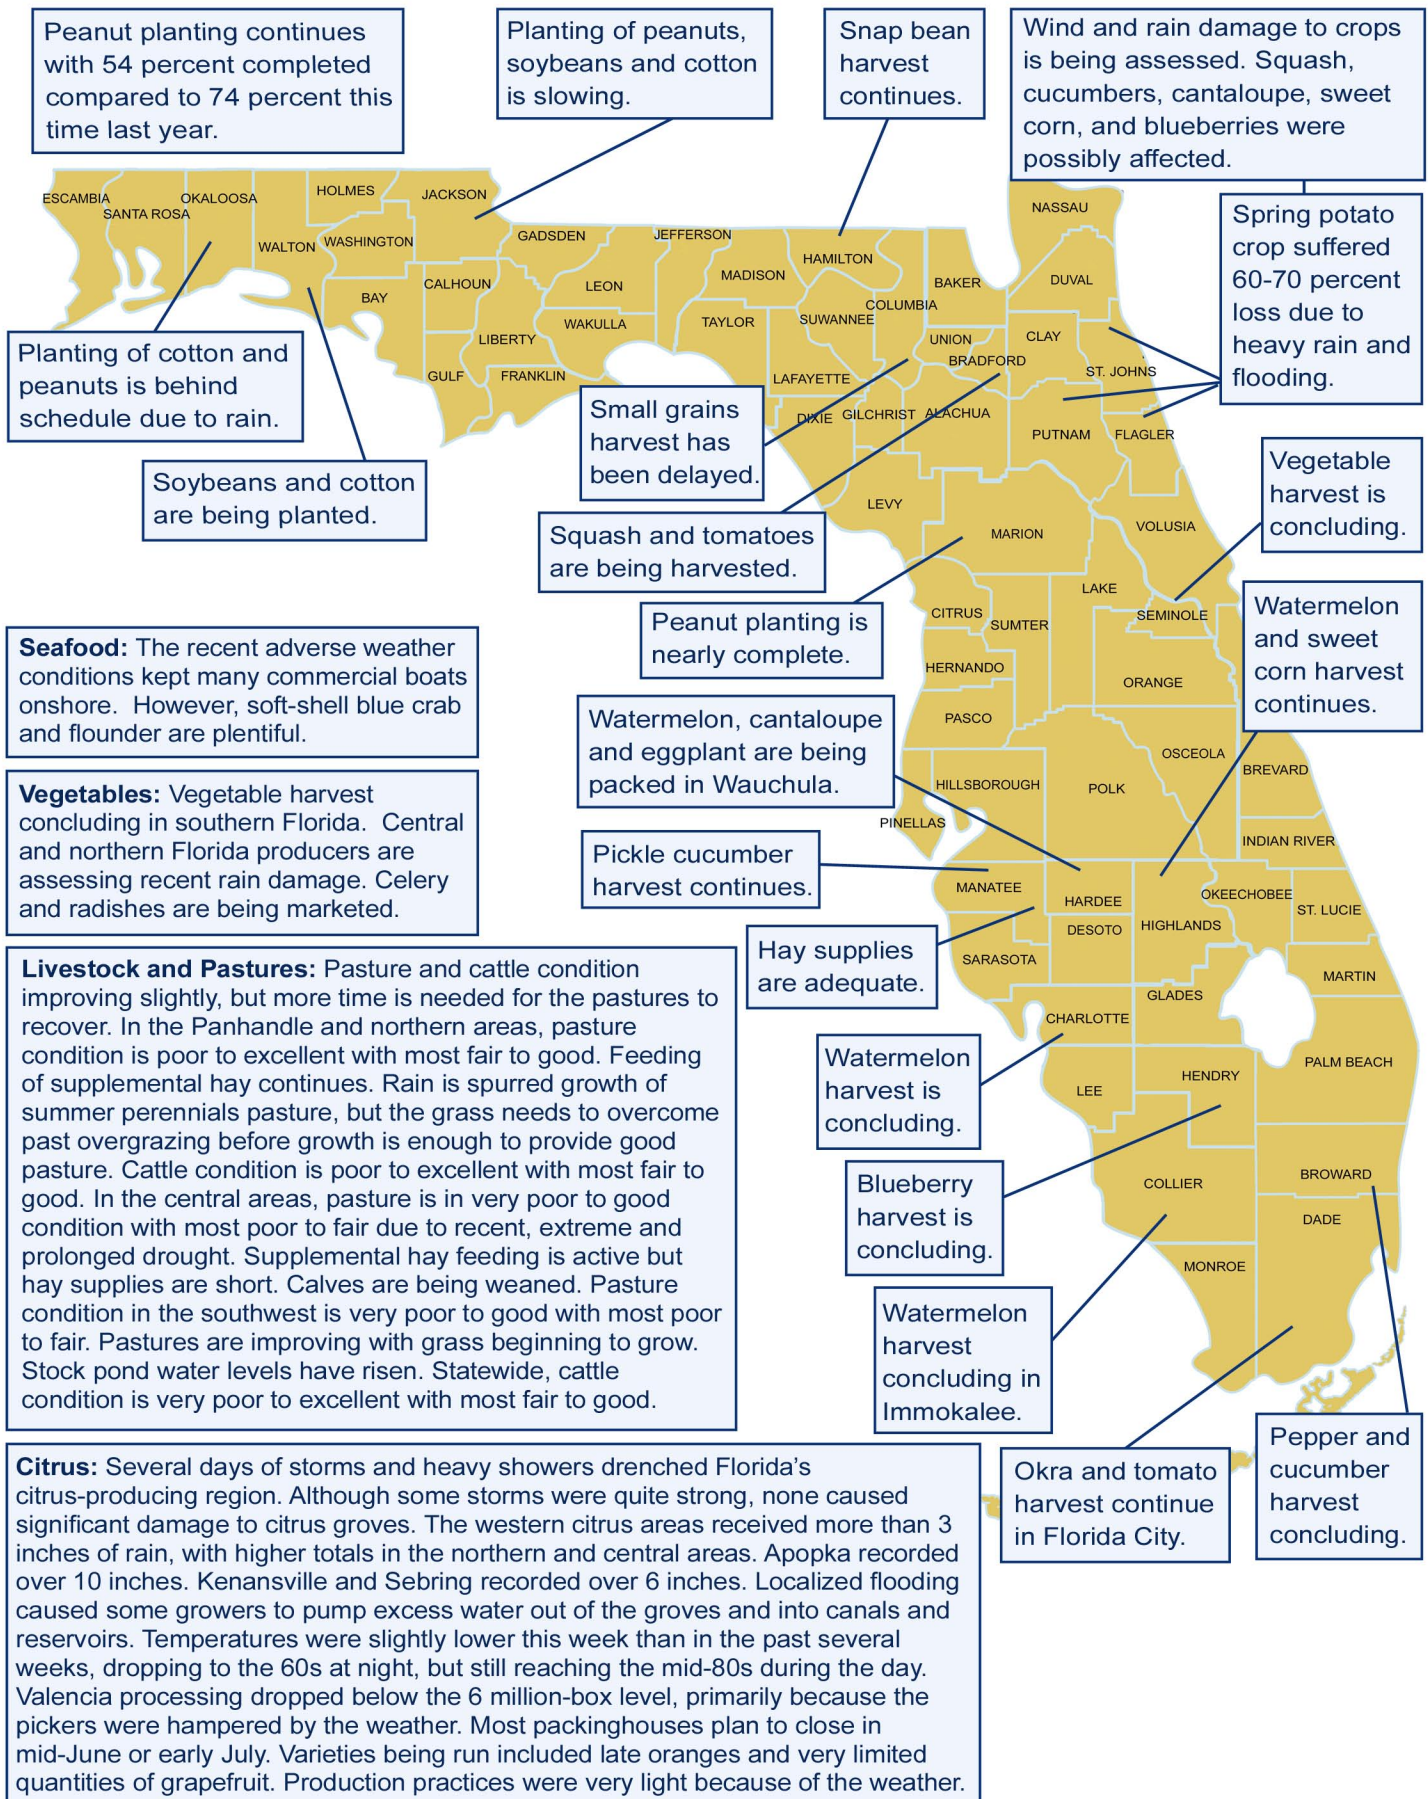 Peanut planting continues
with 54 percent completed
compared to 74 percent this
time last year.
Planting of peanuts,
soybeans and cotton
is slowing.
Snap bean
harvest
continues.
Wind and rain damage to crops
is being assessed. Squash,
cucumbers, cantaloupe, sweet
corn, and blueberries were
possibly affected.
Spring potato
crop suffered
60-70 percent
loss due to
heavy rain and
flooding.
ESCAMBIA
SANTA ROSA
OKALOOSA
WALTON
HOLMES
WASHINGTON
JACKSON
BAY
CALHOUN
GULF
LIBERTY
GADSDEN
FRANKLIN
LEON
WAKULLA
JEFFERSON
MADISON
TAYLOR
HAMILTON
SUWANNEE
LAFAYETTE
DIXIE
COLUMBIA
GILCHRIST
BAKER
UNION
BRADFORD
ALACHUA
NASSAU
DUVAL
CLAY
ST. JOHNS
PUTNAM
FLAGLER
Planting of cotton and
peanuts is behind
schedule due to rain.
Soybeans and cotton
are being planted.
Small grains
harvest has
been delayed.
Squash and tomatoes
are being harvested.
Peanut planting is
nearly complete.
Vegetable
harvest is
concluding.
Watermelon
and sweet
corn harvest
continues.
LEVY
MARION
VOLUSIA
LAKE
CITRUS
SUMTER
SEMINOLE
HERNANDO
ORANGE
PASCO
OSCEOLA
HILLSBOROUGH
POLK
BREVARD
PINELLAS
INDIAN RIVER
MANATEE
HARDEE
OKEECHOBEE
ST. LUCIE
DESOTO
HIGHLANDS
SARASOTA
MARTIN
GLADES
CHARLOTTE
PALM BEACH
LEE
HENDRY
COLLIER
BROWARD
DADE
MONROE
Seafood: The recent adverse weather
conditions kept many commercial boats
onshore.  However, soft-shell blue crab
and flounder are plentiful.
Vegetables: Vegetable harvest
concluding in southern Florida.  Central
and northern Florida producers are
assessing recent rain damage. Celery
and radishes are being marketed.
Watermelon, cantaloupe
and eggplant are being
packed in Wauchula.
Pickle cucumber
harvest continues.
Hay supplies
are adequate.
Watermelon
harvest is
concluding.
Blueberry
harvest is
concluding.
Watermelon
harvest
concluding in
Immokalee.
Okra and tomato
harvest continue
in Florida City.
Pepper and
cucumber
harvest
concluding.
Livestock and Pastures: Pasture and cattle condition
improving slightly, but more time is needed for the pastures to
recover. In the Panhandle and northern areas, pasture
condition is poor to excellent with most fair to good. Feeding
of supplemental hay continues. Rain is spurred growth of
summer perennials pasture, but the grass needs to overcome
past overgrazing before growth is enough to provide good
pasture. Cattle condition is poor to excellent with most fair to
good. In the central areas, pasture is in very poor to good
condition with most poor to fair due to recent, extreme and
prolonged drought. Supplemental hay feeding is active but
hay supplies are short. Calves are being weaned. Pasture
condition in the southwest is very poor to good with most poor
to fair. Pastures are improving with grass beginning to grow.
Stock pond water levels have risen. Statewide, cattle
condition is very poor to excellent with most fair to good.
Citrus: Several days of storms and heavy showers drenched Florida’s
citrus-producing region. Although some storms were quite strong, none caused
significant damage to citrus groves. The western citrus areas received more than 3
inches of rain, with higher totals in the northern and central areas. Apopka recorded
over 10 inches. Kenansville and Sebring recorded over 6 inches. Localized flooding
caused some growers to pump excess water out of the groves and into canals and
reservoirs. Temperatures were slightly lower this week than in the past several
weeks, dropping to the 60s at night, but still reaching the mid-80s during the day.
Valencia processing dropped below the 6 million-box level, primarily because the
pickers were hampered by the weather. Most packinghouses plan to close in
mid-June or early July. Varieties being run included late oranges and very limited
quantities of grapefruit. Production practices were very light because of the weather.